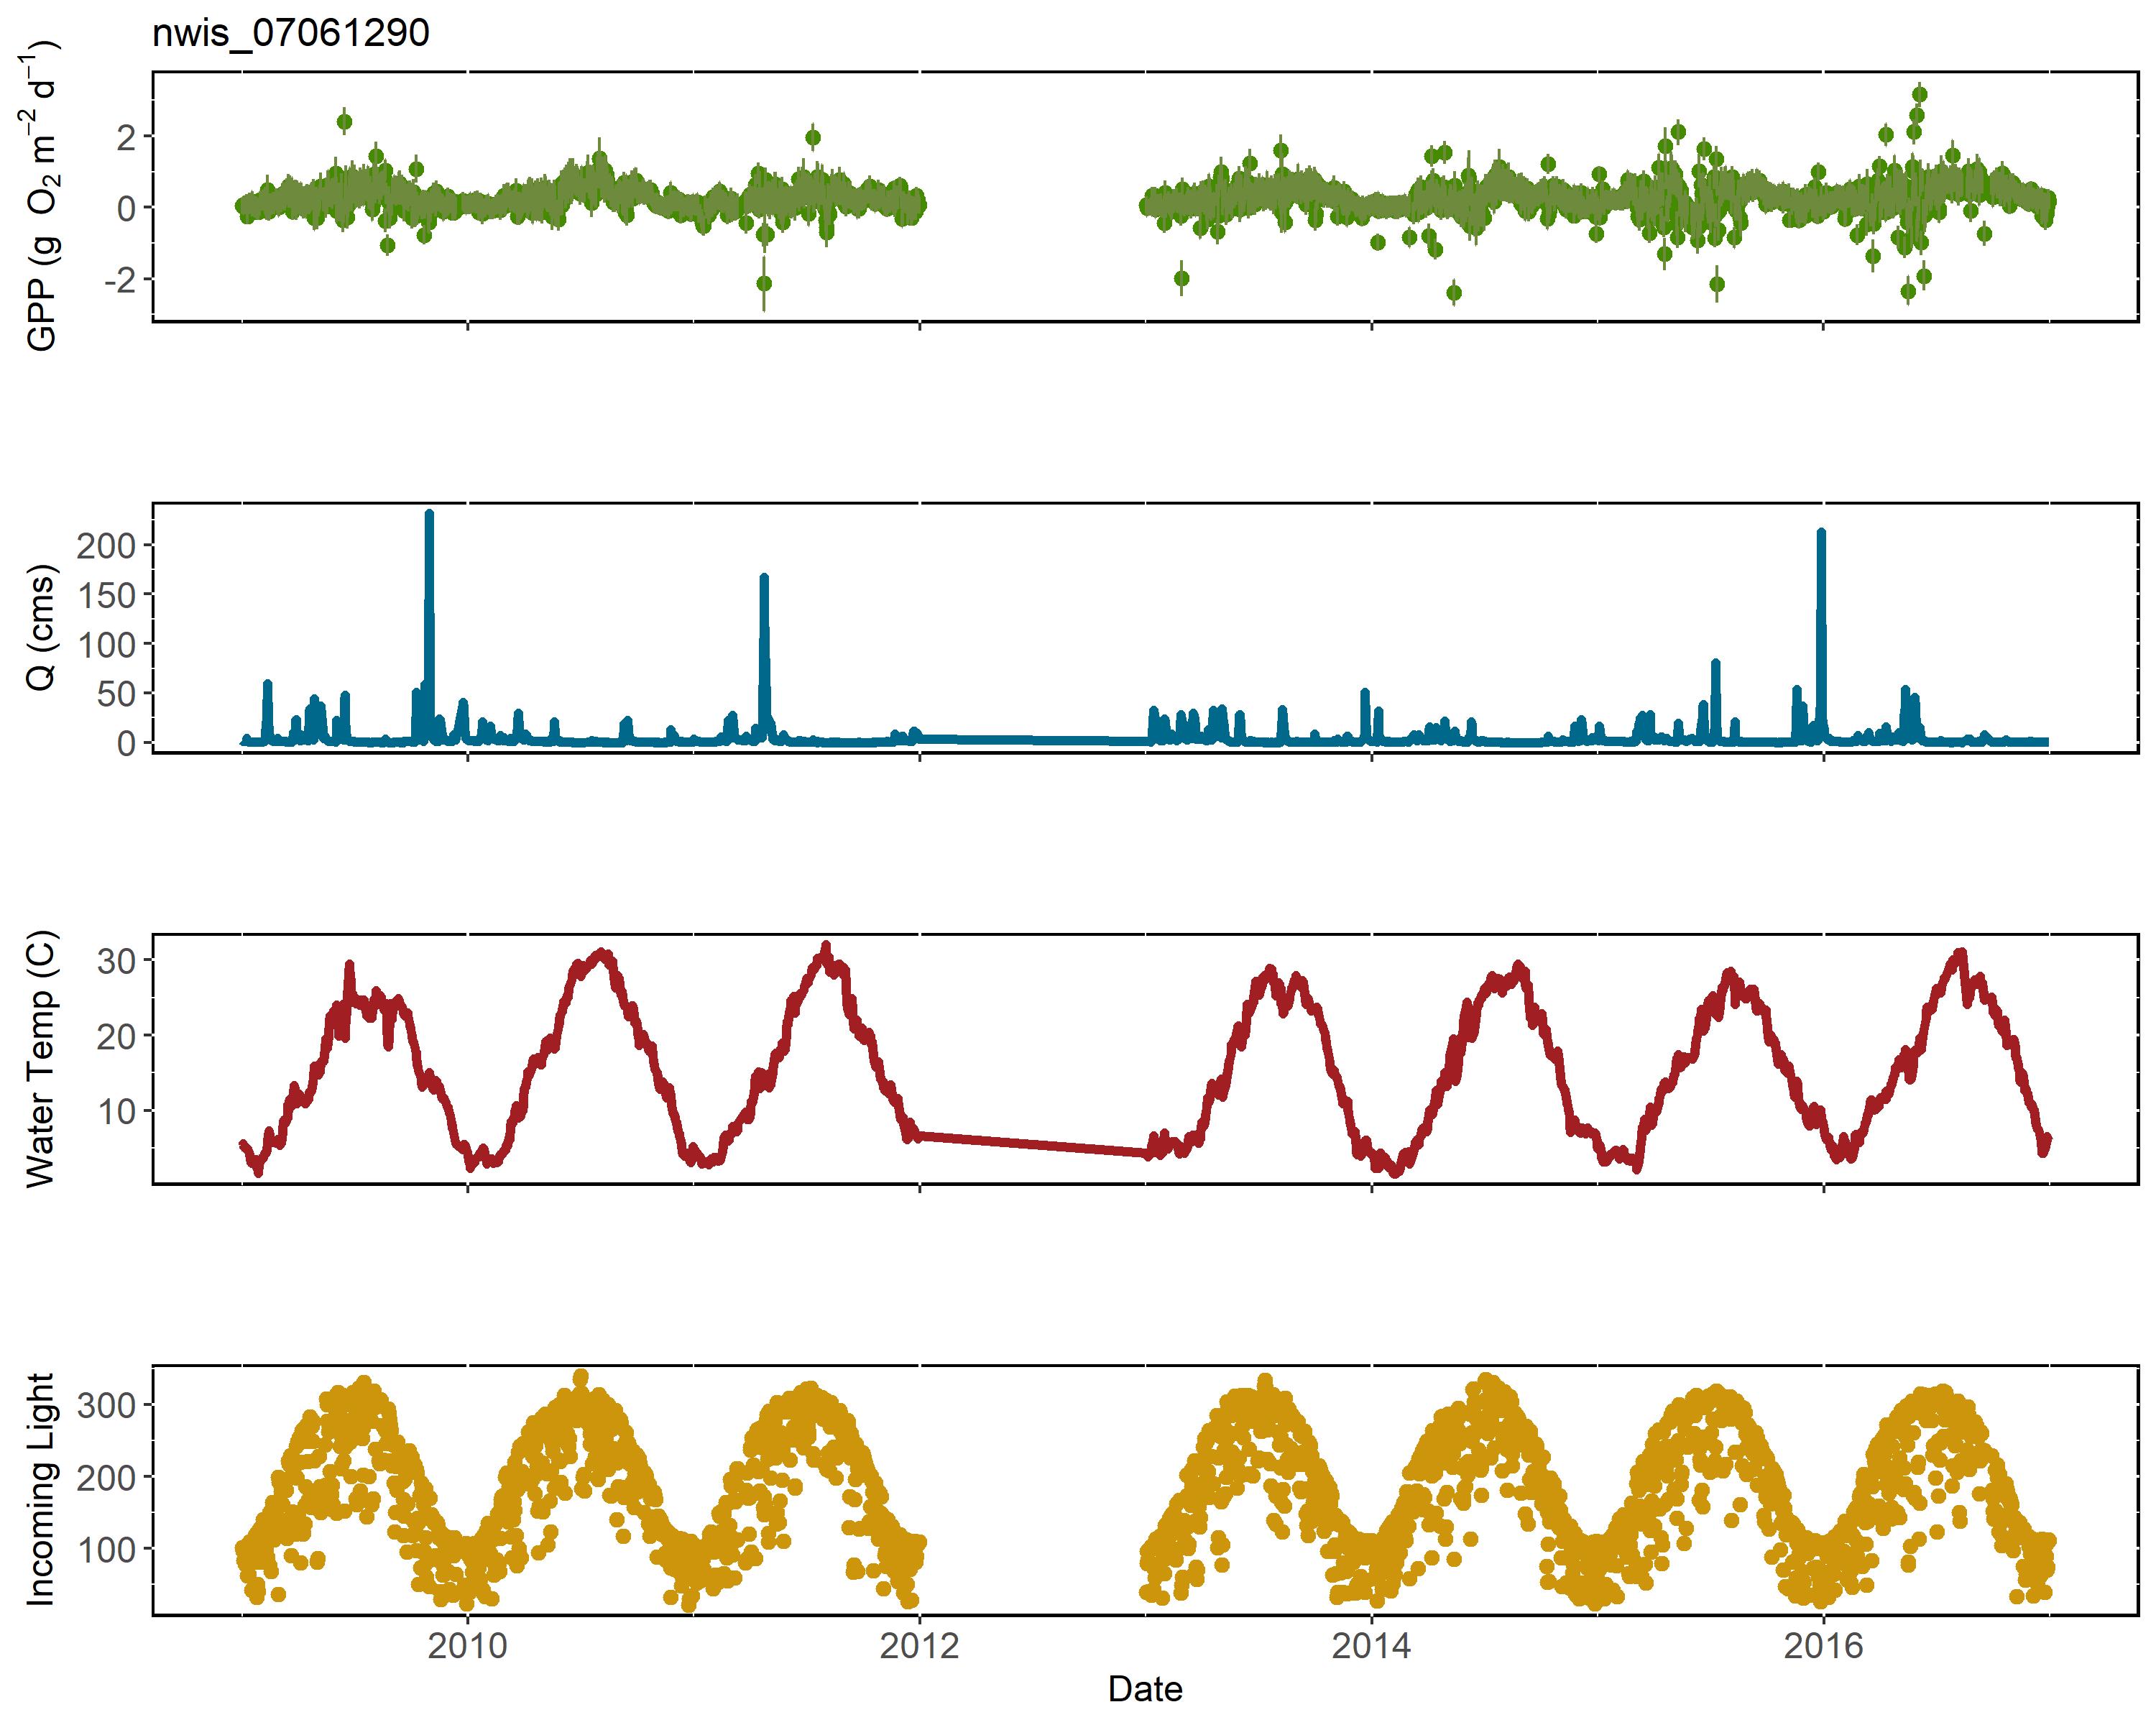 nwis_07061290
GPP (g O₂ m⁻² d⁻¹)
2
0
-2
Q (cms)
200
150
100
50
0
Water Temp (C)
30
20
10
Incoming Light
300
200
100
2010 2012 2014 2016
Date